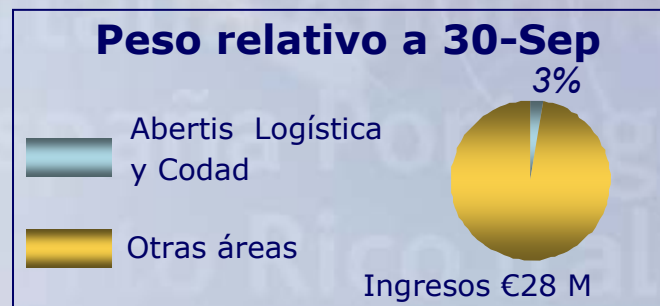 Peso relativo a 30-Sep
3%
Abertis Logística
y Codad
Otras áreas
Ingresos €28 M